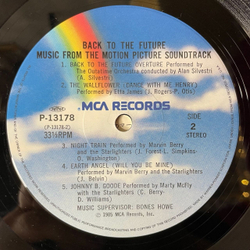 BACK TO THE FUTURE
MUSIC FROM THE MOTION PICTURE SOUNDTRACK
1. BACK TO THE FUTURE OVERTURE Performed by
The Outatime Orchestra conducted by Alan Silvestri
(A. Silvestri)
2. THE WALLFLOWER (DANCE WITH ME HENRY)
Performed by Etta James (J. Rogers P. Otis)
MCA RECORDS
P-13178
(P-13178-2)
33⅓RPM
SIDE
2
STEREO
3. NIGHT TRAIN Performed by Marvin Berry
and the Starlighters (J. Forrest L. Simpkins
O. Washington)
4. EARTH ANGEL (WILL YOU BE MINE)
Performed by Marvin Berry and the Starlighters
(J. Belvin)
5. JOHNNY B. GOODE Performed by Marty McFly
with the Starlighters (C. Berry-
D. Williams)
MUSIC SUPERVISOR: BONES HOWE
℗ 1985 MCA Records, Inc.